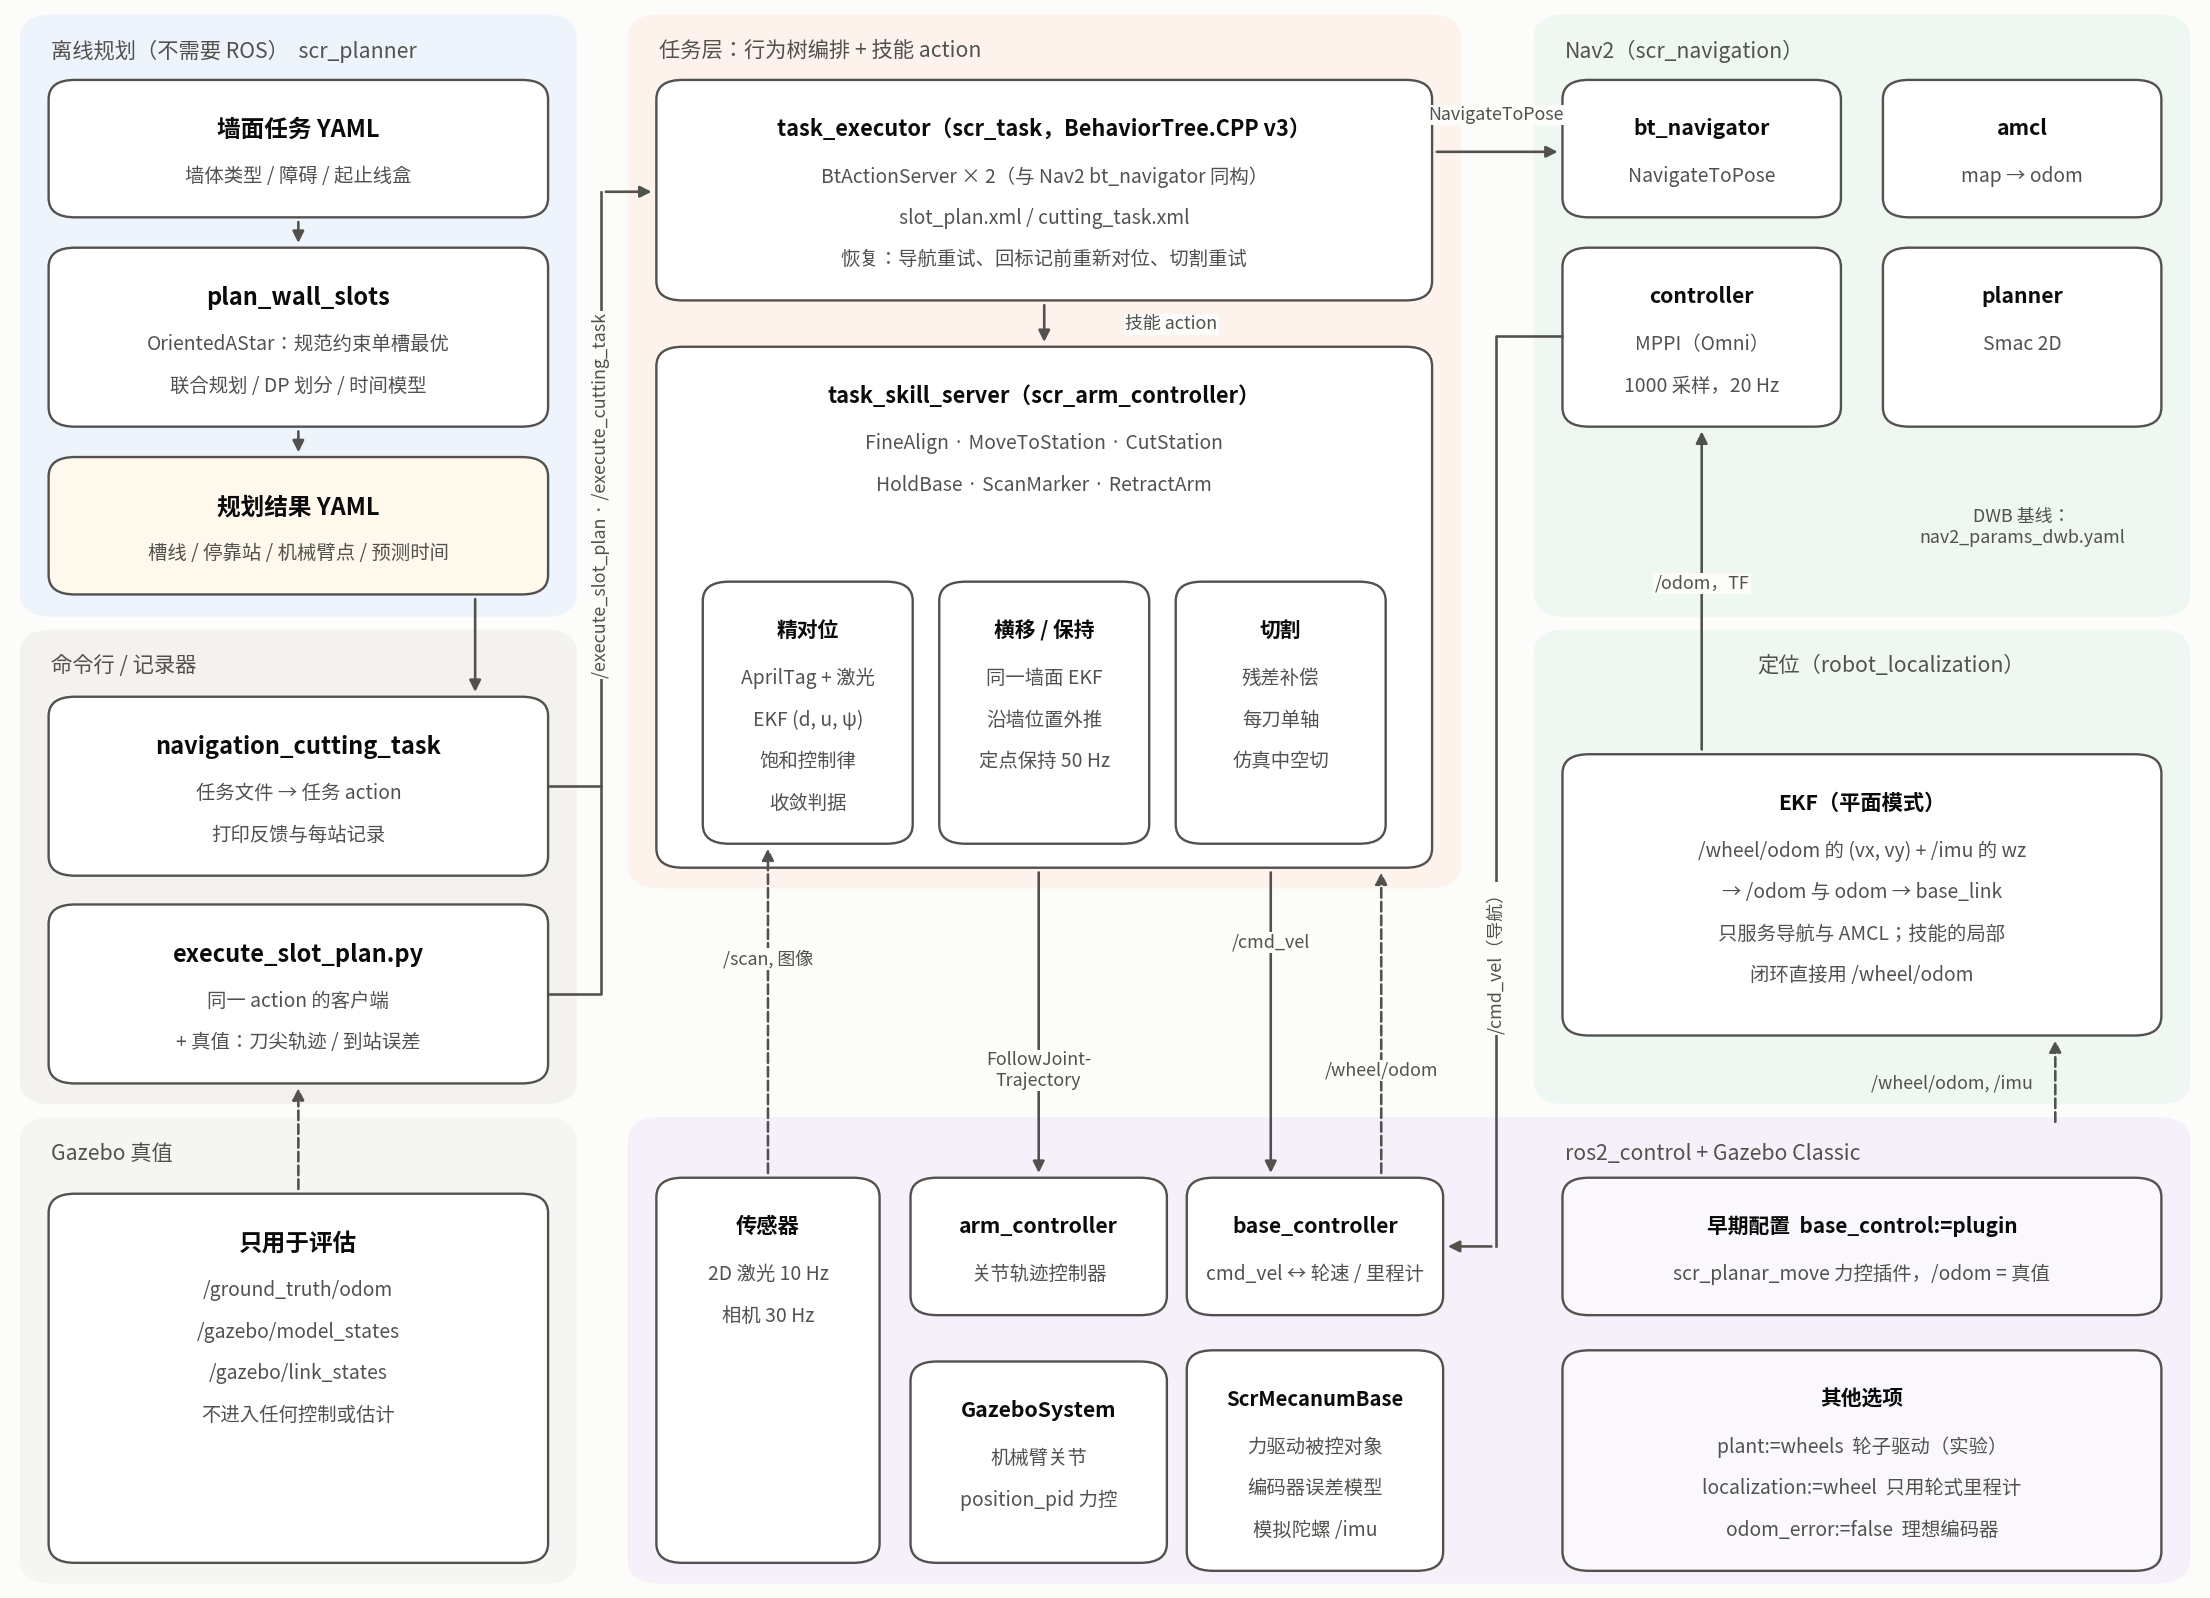 离线规划（不需要 ROS） scr_planner
墙面任务 YAML
墙体类型 / 障碍 / 起止线盒
plan_wall_slots
OrientedAStar：规范约束单槽最优
联合规划 / DP 划分 / 时间模型
规划结果 YAML
槽线 / 停靠站 / 机械臂点 / 预测时间
命令行 / 记录器
navigation_cutting_task
任务文件 → 任务 action
打印反馈与每站记录
execute_slot_plan.py
同一 action 的客户端
+ 真值：刀尖轨迹 / 到站误差
Gazebo 真值
只用于评估
/ground_truth/odom
/gazebo/model_states
/gazebo/link_states
不进入任何控制或估计
/execute_slot_plan · /execute_cutting_task
任务层：行为树编排 + 技能 action
task_executor（scr_task，BehaviorTree.CPP v3）
BtActionServer × 2（与 Nav2 bt_navigator 同构）
slot_plan.xml / cutting_task.xml
恢复：导航重试、回标记前重新对位、切割重试
技能 action
task_skill_server（scr_arm_controller）
FineAlign · MoveToStation · CutStation
HoldBase · ScanMarker · RetractArm
精对位
AprilTag + 激光
EKF (d, u, ψ)
饱和控制律
收敛判据
横移 / 保持
同一墙面 EKF
沿墙位置外推
定点保持 50 Hz
切割
残差补偿
每刀单轴
仿真中空切
/scan, 图像
FollowJoint-
Trajectory
/cmd_vel
/wheel/odom
/cmd_vel（导航）
NavigateToPose
Nav2（scr_navigation）
bt_navigator
NavigateToPose
amcl
map → odom
controller
MPPI（Omni）
1000 采样，20 Hz
planner
Smac 2D
DWB 基线：
nav2_params_dwb.yaml
/odom，TF
定位（robot_localization）
EKF（平面模式）
/wheel/odom 的 (vx, vy) + /imu 的 wz
→ /odom 与 odom → base_link
只服务导航与 AMCL；技能的局部
闭环直接用 /wheel/odom
/wheel/odom, /imu
ros2_control + Gazebo Classic
传感器
2D 激光 10 Hz
相机 30 Hz
arm_controller
关节轨迹控制器
base_controller
cmd_vel ↔ 轮速 / 里程计
GazeboSystem
机械臂关节
position_pid 力控
ScrMecanumBase
力驱动被控对象
编码器误差模型
模拟陀螺 /imu
早期配置 base_control:=plugin
scr_planar_move 力控插件，/odom = 真值
其他选项
plant:=wheels 轮子驱动（实验）
localization:=wheel 只用轮式里程计
odom_error:=false 理想编码器